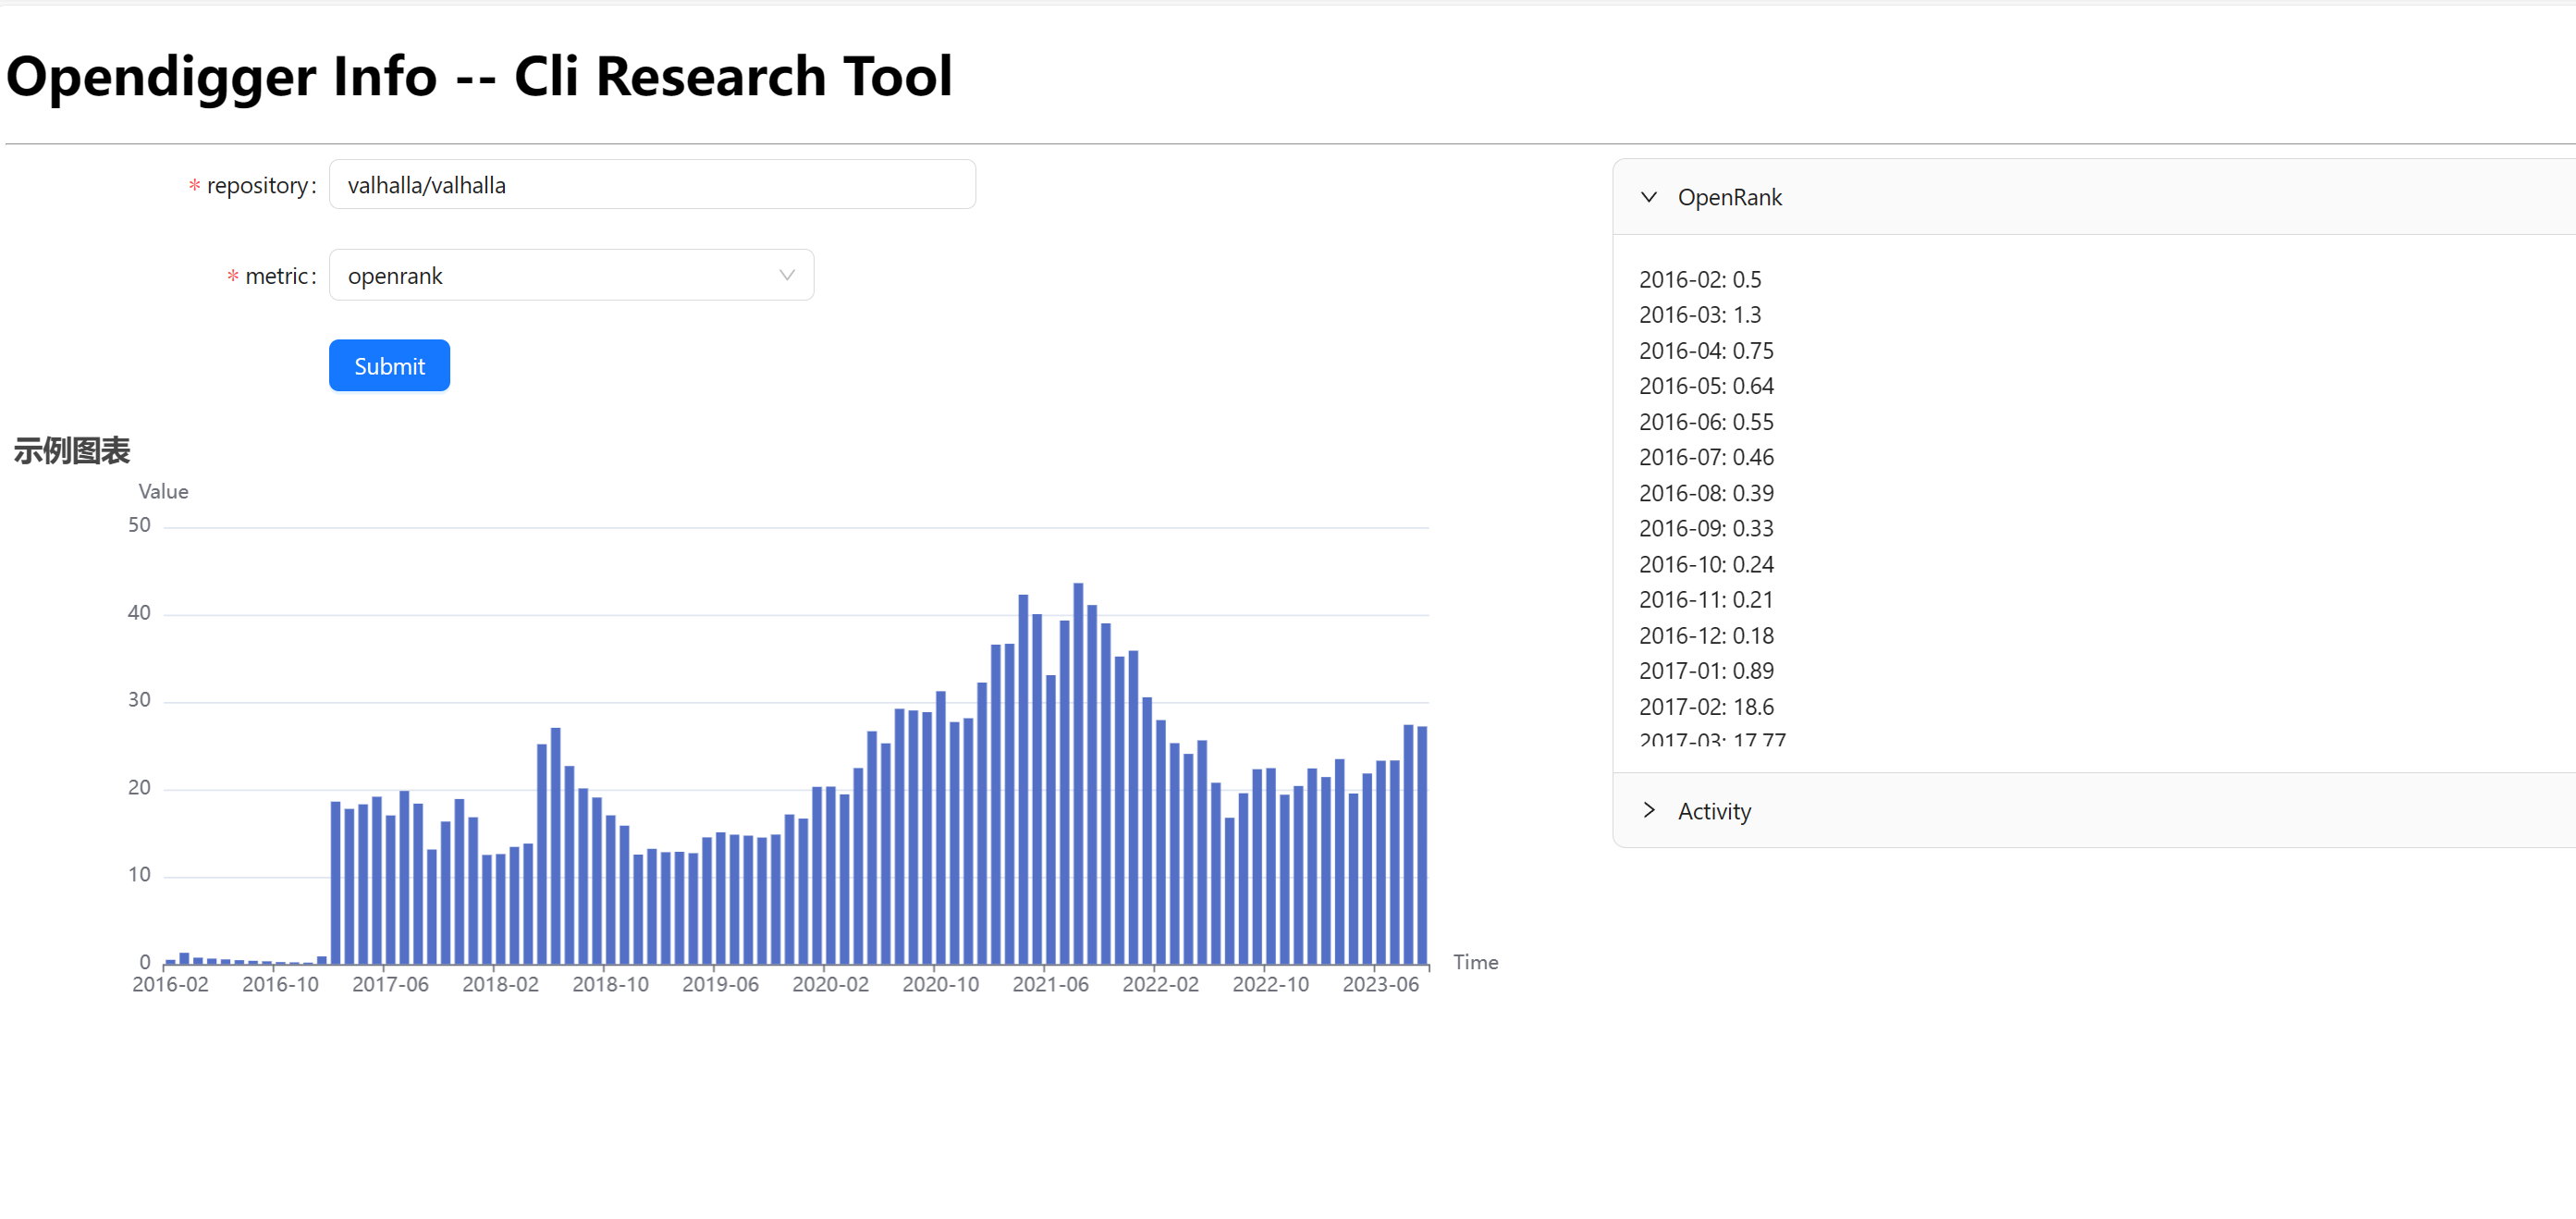 Opendigger Info -- Cli Research Tool
* repository: valhalla/valhalla
* metric: openrank
Submit
示例图表
Value
50
40
30
20
10
0
2016-02 2016-10 2017-06 2018-02 2018-10 2019-06 2020-02 2020-10 2021-06 2022-02 2022-10 2023-06
Time
OpenRank
2016-02: 0.5
2016-03: 1.3
2016-04: 0.75
2016-05: 0.64
2016-06: 0.55
2016-07: 0.46
2016-08: 0.39
2016-09: 0.33
2016-10: 0.24
2016-11: 0.21
2016-12: 0.18
2017-01: 0.89
2017-02: 18.6
2017-03: 17.77
Activity